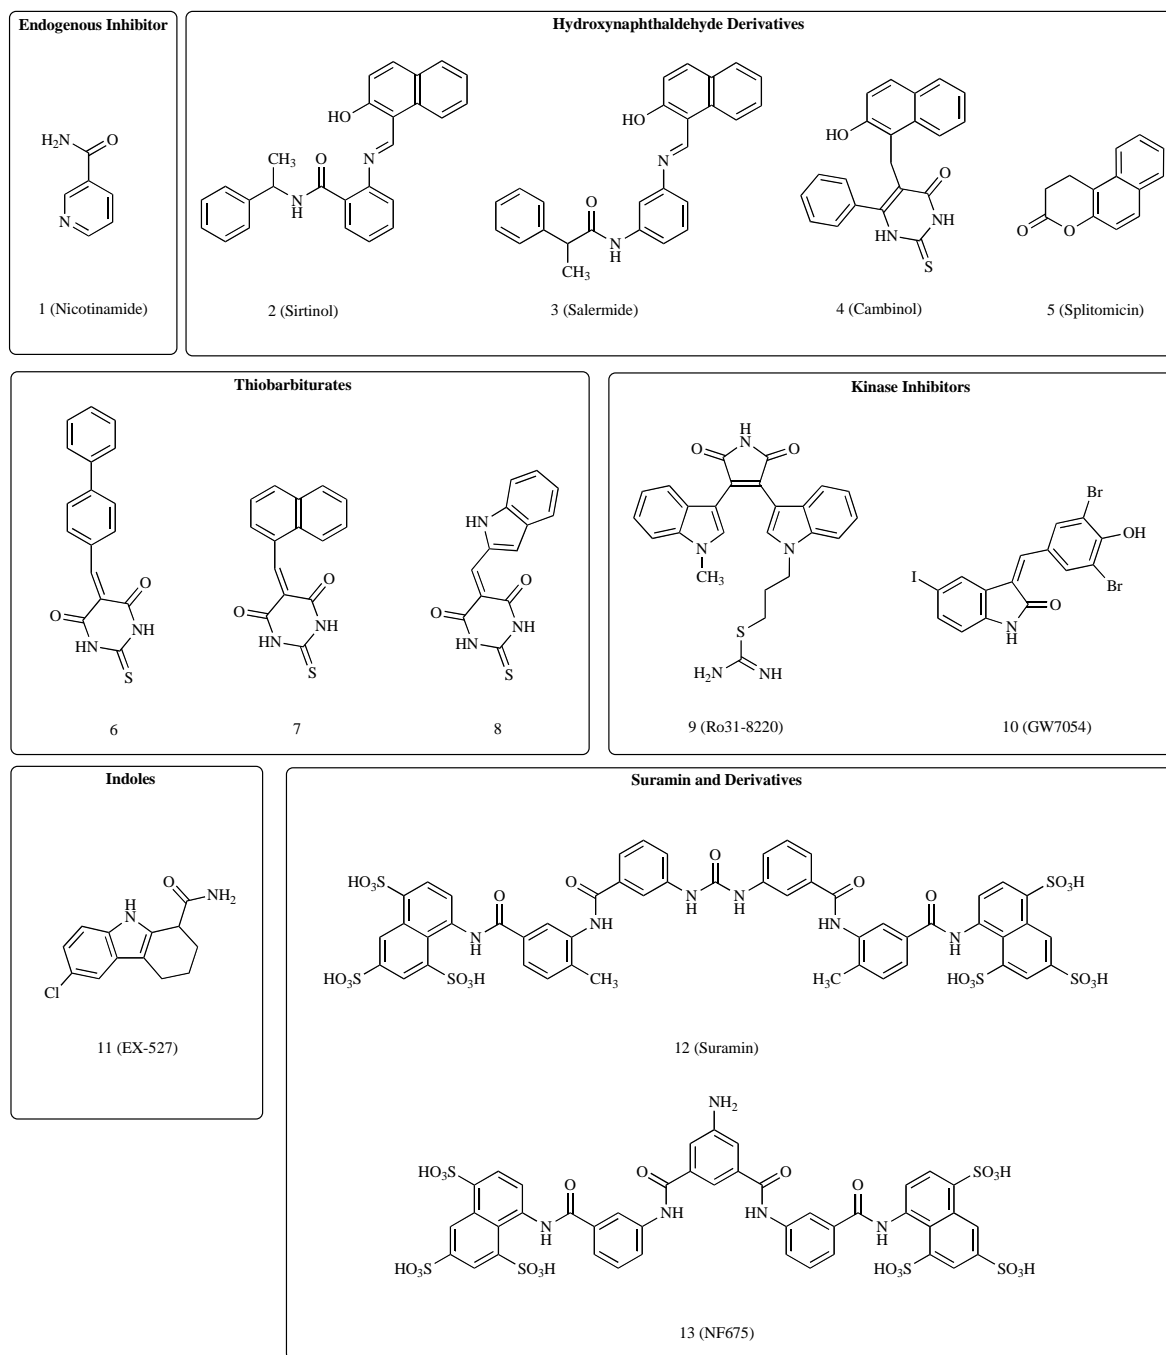 Endogenous Inhibitor
H₂N
O
N
1 (Nicotinamide)
Hydroxynaphthaldehyde Derivatives
HO
N
CH₃
O
N
H
2 (Sirtinol)
HO
N
O
N
H
CH₃
3 (Salermide)
HO
O
NH
HN
S
4 (Cambinol)
O
O
5 (Splitomicin)
Thiobarbiturates
O
O
NH
HN
S
6
O
O
NH
HN
S
7
HN
O
O
NH
HN
S
8
Kinase Inhibitors
H
N
O
O
N
N
CH₃
S
H₂N
NH
9 (Ro31-8220)
Br
OH
Br
I
O
N
H
10 (GW7054)
Indoles
O
NH₂
H
N
Cl
11 (EX-527)
Suramin and Derivatives
O
HO₃S
O
O
SO₃H
O
N
H
N
H
O
N
H
NH
HN
N
H
HO₃S
SO₃H
CH₃
H₃C
HO₃S
SO₃H
12 (Suramin)
NH₂
HO₃S
O
O
O
O
SO₃H
N
H
N
H
N
H
N
H
HO₃S
SO₃H
HO₃S
SO₃H
13 (NF675)